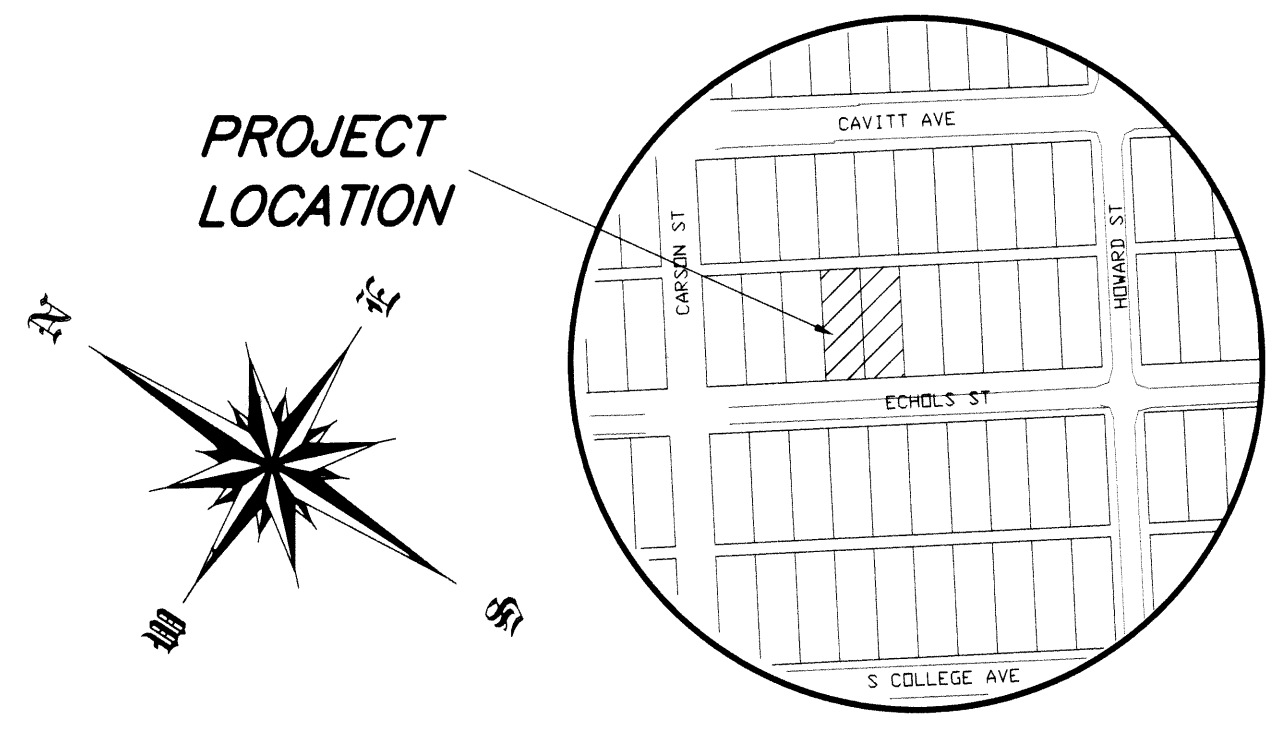 PROJECT
LOCATION
N
E
W
S
CAVITT AVE
CARSON ST
HOWARD ST
ECHOLS ST
S COLLEGE AVE